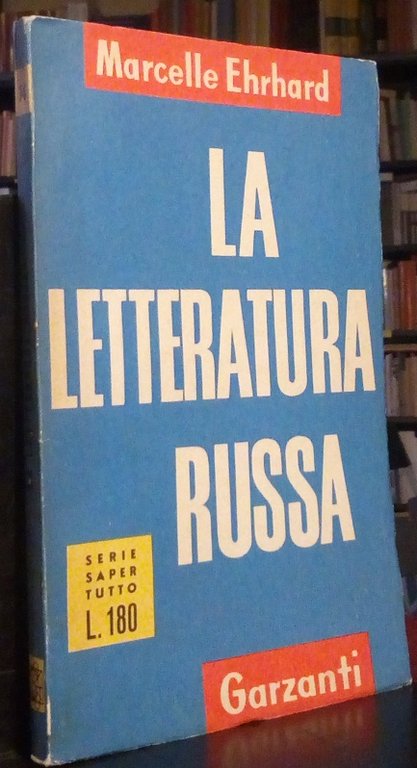 Marcelle Ehrhard
LA
LETTERATURA
RUSSA
SERIE
SAPER
TUTTO
L. 180
Garzanti